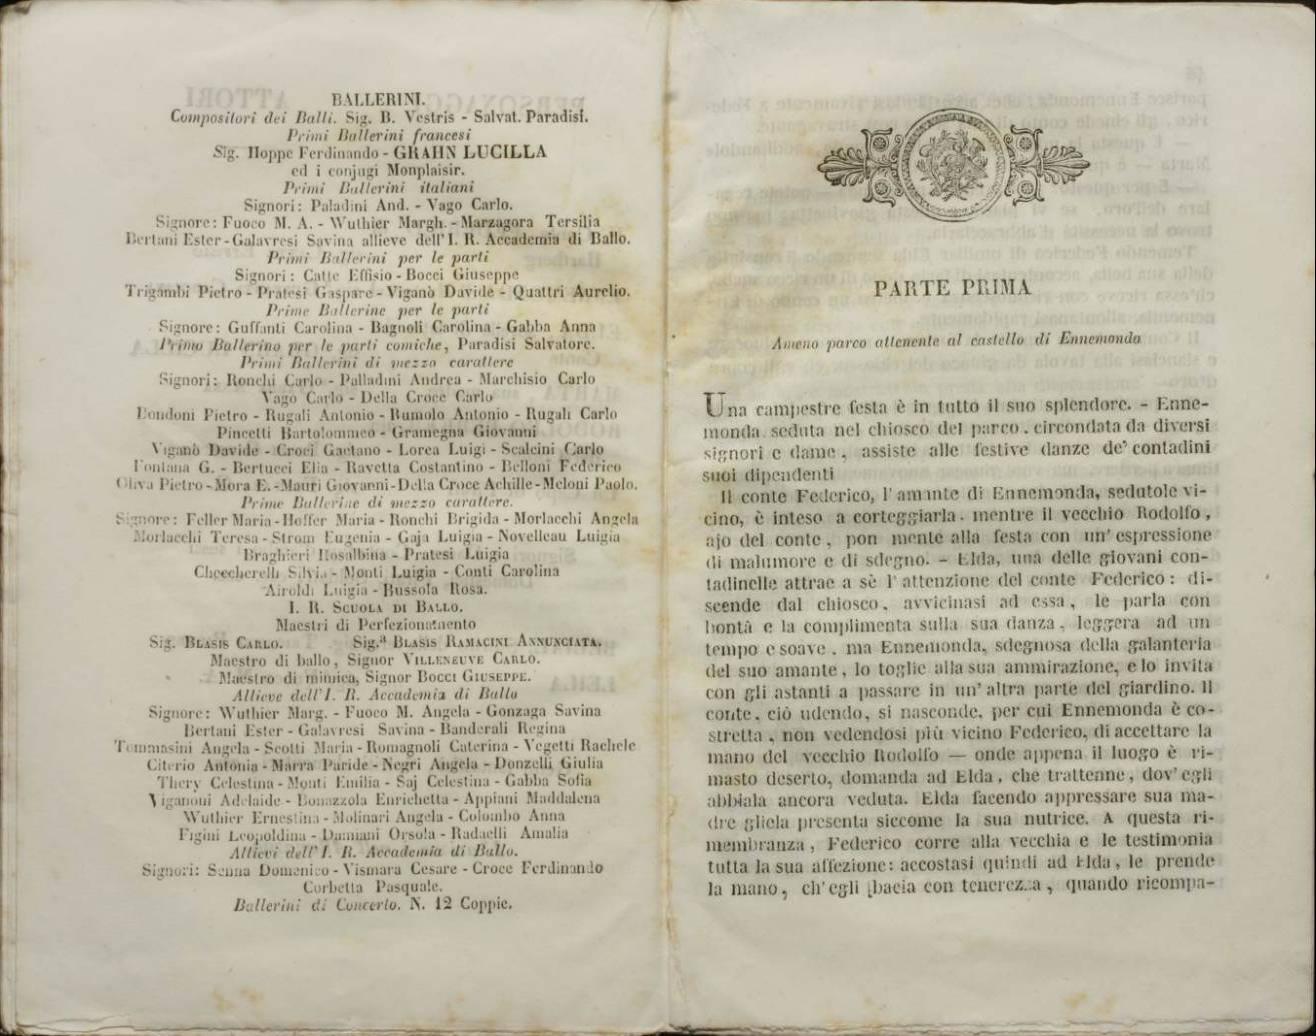 BALLERINI.
Compositori dei Balli. Sig. B. Vestris - Salvat. Paradisi.
Primi Ballerini francesi
Sig. Hoppe Ferdinando - GRAHN LUCILLA
ed i conjugi Monplaisir.
Primi Ballerini italiani
Signori: Paladini And. - Vago Carlo.
Signore: Fuoco M. A. - Wuthier Margh. - Marzagora Tersilia
Bertani Ester - Galavresi Savina allieve dell' I. R. Accademia di Ballo.
Primi Ballerini per le parti
Signori: Catte Effisio - Bocci Giuseppe
Trigambi Pietro - Pratesi Gaspare - Viganò Davide - Quattri Aurelio.
Prime Ballerine per le parti
Signore: Guffanti Carolina - Bagnoli Carolina - Gabba Anna
Primo Ballerino per le parti comiche, Paradisi Salvatore.
Primi Ballerini di mezzo carattere
Signori: Ronchi Carlo - Palladini Andrea - Marchisio Carlo
Vago Carlo - Della Croce Carlo
Bondoni Pietro - Rugali Antonio - Rumolo Antonio - Rugali Carlo
Pincetti Bartolommeo - Gramegna Giovanni
Viganò Davide - Croci Gaetano - Lorea Luigi - Scalcini Carlo
Fontana G. - Bertucci Elia - Ravetta Costantino - Belloni Federico
Oliva Pietro - Mora E. - Mauri Giovanni - Della Croce Achille - Meloni Paolo.
Prime Ballerine di mezzo carattere.
Signore: Feller Maria - Hoffer Maria - Ronchi Brigida - Morlacchi Angela
Morlacchi Teresa - Strom Eugenia - Gaja Luigia - Novelleau Luigia
Braghieri Rosalbina - Pratesi Luigia
Checcherelli Silvia - Monti Luigia - Conti Carolina
Airoldi Luigia - Bussola Rosa.
I. R. SCUOLA DI BALLO.
Maestri di Perfezionamento
Sig. BLASIS CARLO. Sig.a BLASIS RAMACINI ANNUNCIATA.
Maestro di ballo, Signor VILLENEUVE CARLO.
Maestro di mimica, Signor BOCCI GIUSEPPE.
Allieve dell' I. R. Accademia di Ballo
Signore: Wuthier Marg. - Fuoco M. Angela - Gonzaga Savina
Bertani Ester - Galavresi Savina - Banderali Regina
Tommasini Angela - Scotti Maria - Romagnoli Caterina - Vegetti Rachele
Citerio Antonia - Marra Paride - Negri Angela - Donzelli Giulia
Thery Celestina - Monti Emilia - Saj Celestina - Gabba Sofia
Viganoni Adelaide - Bonazzola Enrichetta - Appiani Maddalena
Wuthier Ernestina - Molinari Angela - Colombo Anna
Figini Leopoldina - Damiani Orsola - Radaelli Amalia
Allievi dell' I. R. Accademia di Ballo.
Signori: Senna Domenico - Vismara Cesare - Croce Ferdinando
Corbetta Pasquale.
Ballerini di Concerto. N. 12 Coppie.
PARTE PRIMA
Ameno parco attenente al castello di Ennemonda
Una campestre festa è in tutto il suo splendore. - Enne-
monda seduta nel chiosco del parco, circondata da diversi
signori e dame, assiste alle festive danze de' contadini
suoi dipendenti
Il conte Federico, l'amante di Ennemonda, sedutole vi-
cino, è inteso a corteggiarla, mentre il vecchio Rodolfo,
ajo del conte, pon mente alla festa con un' espressione
di malumore e di sdegno. - Elda, una delle giovani con-
tadinelle attrae a sè l'attenzione del conte Federico: di-
scende dal chiosco, avvicinasi ad essa, le parla con
bontà e la complimenta sulla sua danza, leggera ad un
tempo e soave, ma Ennemonda, sdegnosa della galanteria
del suo amante, lo toglie alla sua ammirazione, e lo invita
con gli astanti a passare in un' altra parte del giardino. Il
conte, ciò udendo, si nasconde, per cui Ennemonda è co-
stretta, non vedendosi più vicino Federico, di accettare la
mano del vecchio Rodolfo — onde appena il luogo è ri-
masto deserto, domanda ad Elda, che trattenne, dov' egli
abbiala ancora veduta. Elda facendo appressare sua ma-
dre gliela presenta siccome la sua nutrice. A questa ri-
membranza, Federico corre alla vecchia e le testimonia
tutta la sua affezione: accostasi quindi ad Elda, le prende
la mano, ch' egli bacia con tenerezza, quando ricompa-